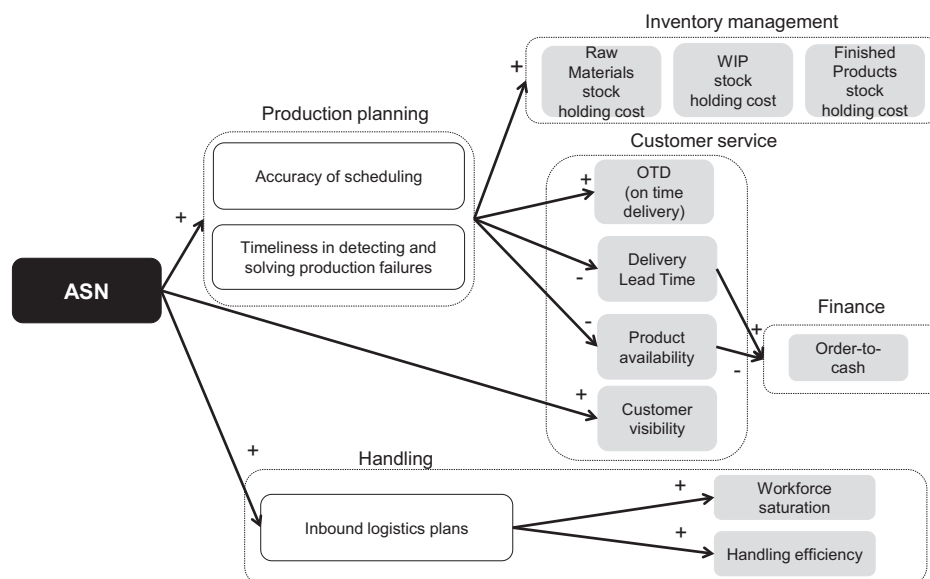 Inventory management
+
Raw
Materials
stock
holding cost
WIP
stock
holding cost
Finished
Products
stock
holding cost
Production planning
Customer service
Accuracy of scheduling
+
OTD
(on time
delivery)
+
Timeliness in detecting and
solving production failures
-
Delivery
Lead Time
ASN
Finance
-
Product
availability
+
-
Order-to-
cash
+
Customer
visibility
+
Handling
Inbound logistics plans
+
Workforce
saturation
+
Handling efficiency